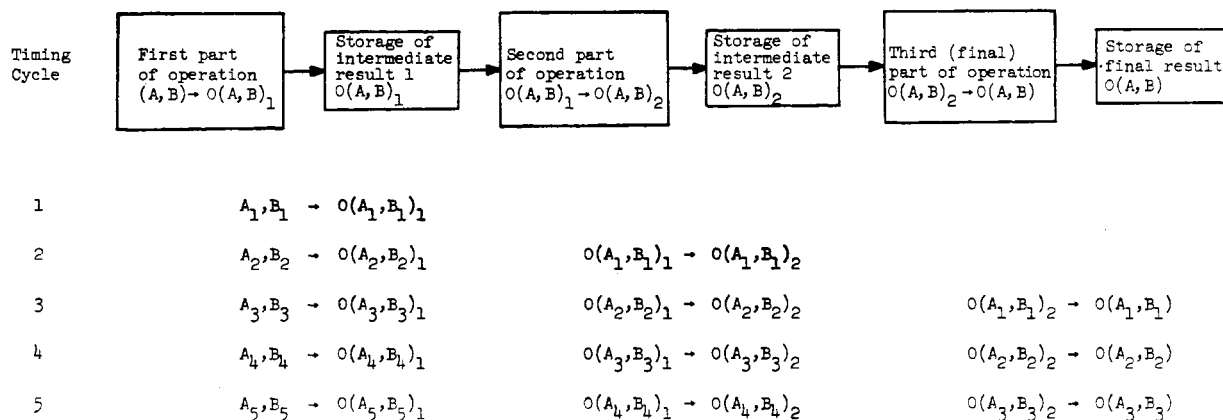 Timing
Cycle
First part
of operation
(A,B)→ O(A,B)₁
Storage of
intermediate
result 1
O(A,B)₁
Second part
of operation
O(A,B)₁ → O(A,B)₂
Storage of
intermediate
result 2
O(A,B)₂
Third (final)
part of operation
O(A,B)₂ → O(A,B)
Storage of
final result
O(A,B)
1 A₁,B₁ → O(A₁,B₁)₁
2 A₂,B₂ → O(A₂,B₂)₁ O(A₁,B₁)₁ → O(A₁,B₁)₂
3 A₃,B₃ → O(A₃,B₃)₁ O(A₂,B₂)₁ → O(A₂,B₂)₂ O(A₁,B₁)₂ → O(A₁,B₁)
4 A₄,B₄ → O(A₄,B₄)₁ O(A₃,B₃)₁ → O(A₃,B₃)₂ O(A₂,B₂)₂ → O(A₂,B₂)
5 A₅,B₅ → O(A₅,B₅)₁ O(A₄,B₄)₁ → O(A₄,B₄)₂ O(A₃,B₃)₂ → O(A₃,B₃)